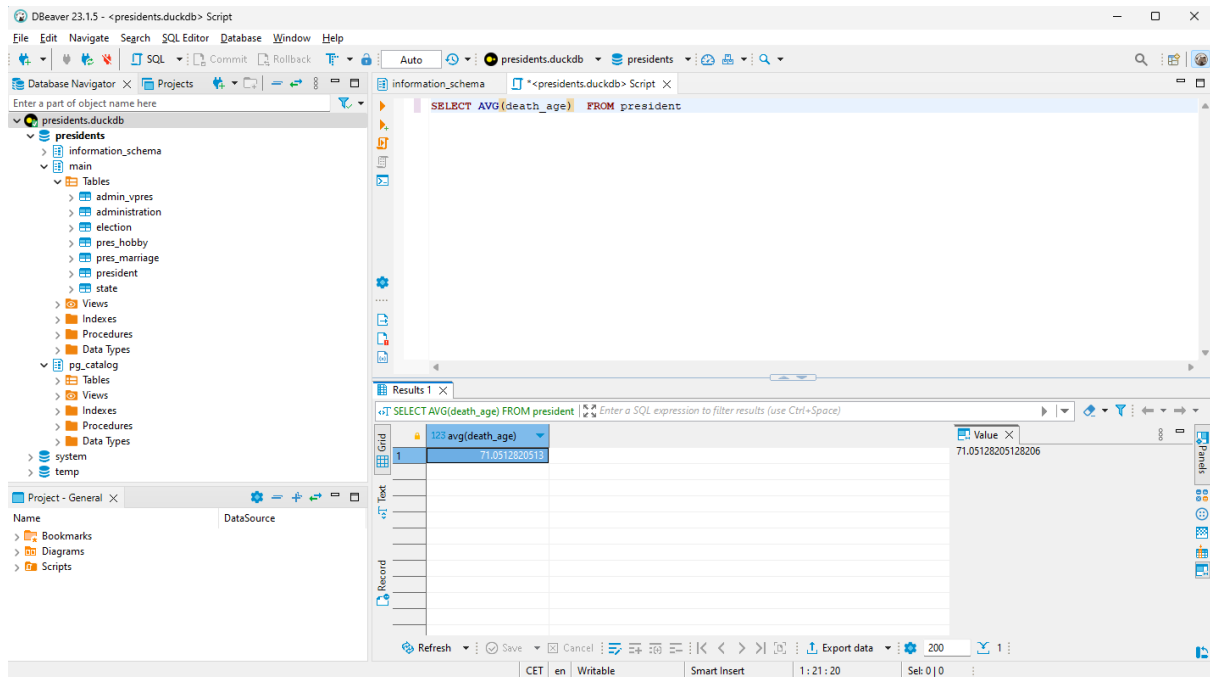 DBeaver 23.1.5 - <presidents.duckdb> Script
File Edit Navigate Search SQL Editor Database Window Help
SQL Commit Rollback Auto presidents.duckdb presidents
Database Navigator Projects
Enter a part of object name here
presidents.duckdb
presidents
information_schema
main
Tables
admin_vpres
administration
election
pres_hobby
pres_marriage
president
state
Views
Indexes
Procedures
Data Types
pg_catalog
Tables
Views
Indexes
Procedures
Data Types
system
temp
Project - General
Name DataSource
Bookmarks
Diagrams
Scripts
information_schema *<presidents.duckdb> Script
SELECT AVG(death_age) FROM president
Results 1
SELECT AVG(death_age) FROM president Enter a SQL expression to filter results (use Ctrl+Space)
Grid
Text
Record
123 avg(death_age)
1 71.0512820513
Value
71.05128205128206
Panels
Refresh Save Cancel Export data 200 1
CET en Writable Smart Insert 1 : 21 : 20 Sel: 0 | 0